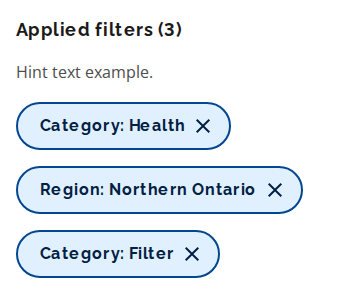 Applied filters (3)
Hint text example.
Category: Health
Region: Northern Ontario
Category: Filter